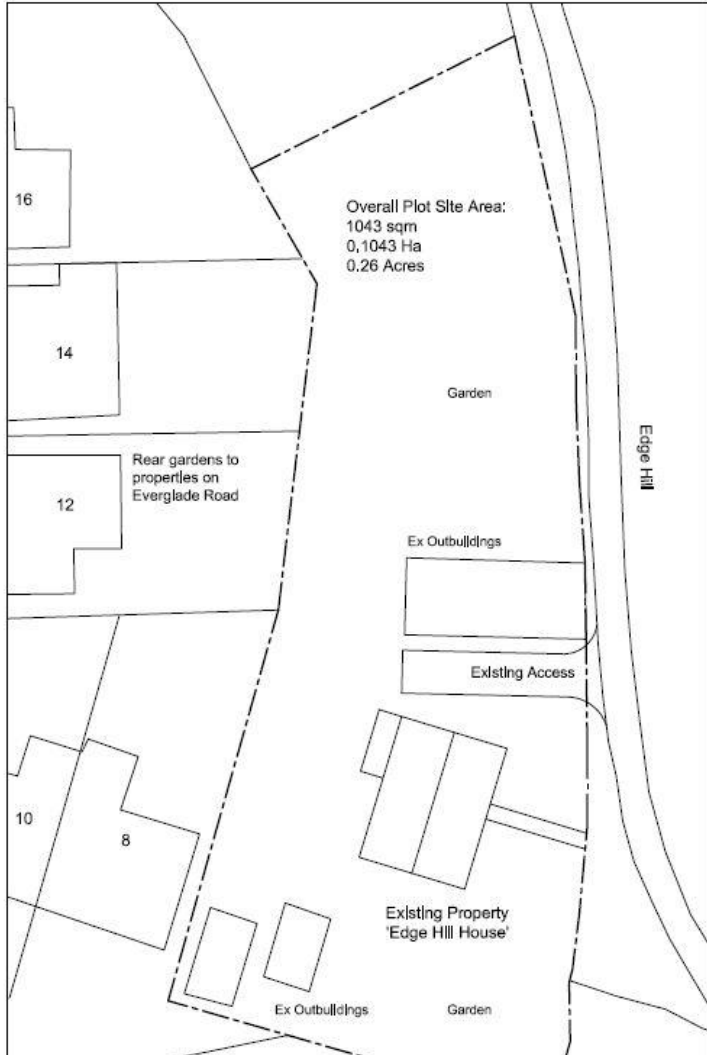 16
Overall Plot Site Area:
1043 sqm
0.1043 Ha
0.26 Acres
14
Garden
Edge Hill
Rear gardens to
properties on
Everglade Road
12
Ex Outbuildings
Existing Access
10
8
Existing Property
'Edge Hill House'
Ex Outbuildings
Garden